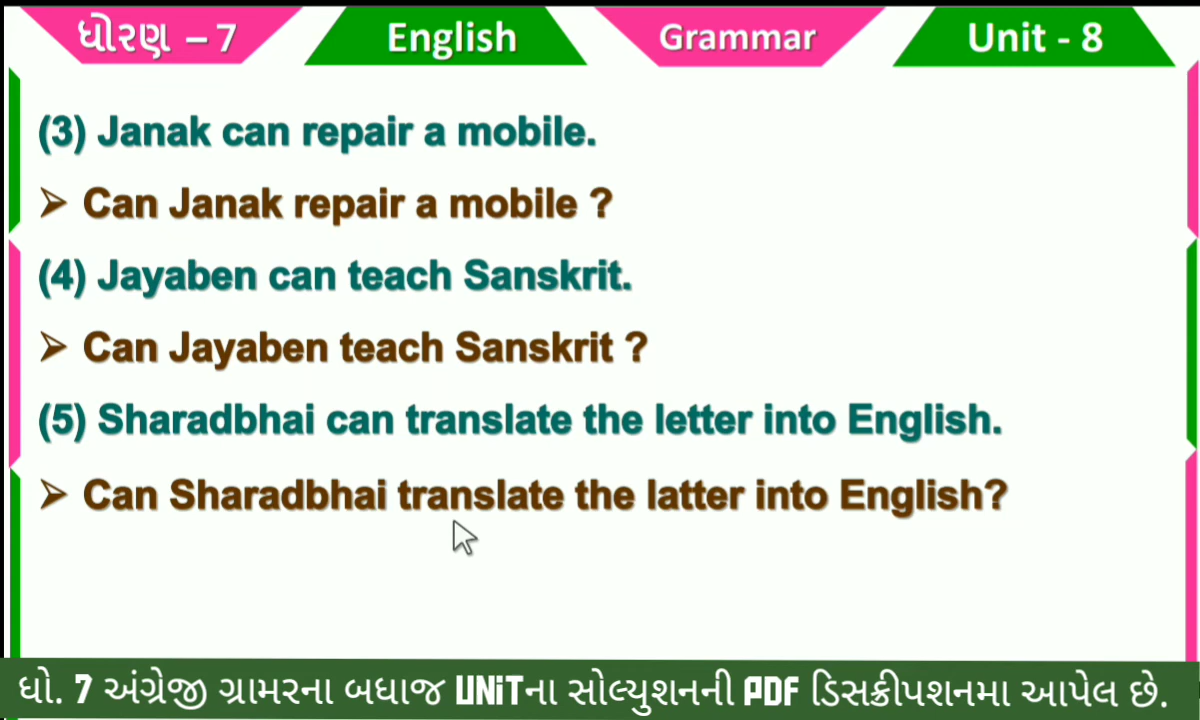 ધોરણ – 7 English Grammar Unit - 8
(3) Janak can repair a mobile.
➢ Can Janak repair a mobile ?
(4) Jayaben can teach Sanskrit.
➢ Can Jayaben teach Sanskrit ?
(5) Sharadbhai can translate the letter into English.
➢ Can Sharadbhai translate the latter into English?
ધો. 7 અંગ્રેજી ગ્રામરના બધાજ UNiTના સોલ્યુશનની PDF ડિસક્રીપશનમા આપેલ છે.